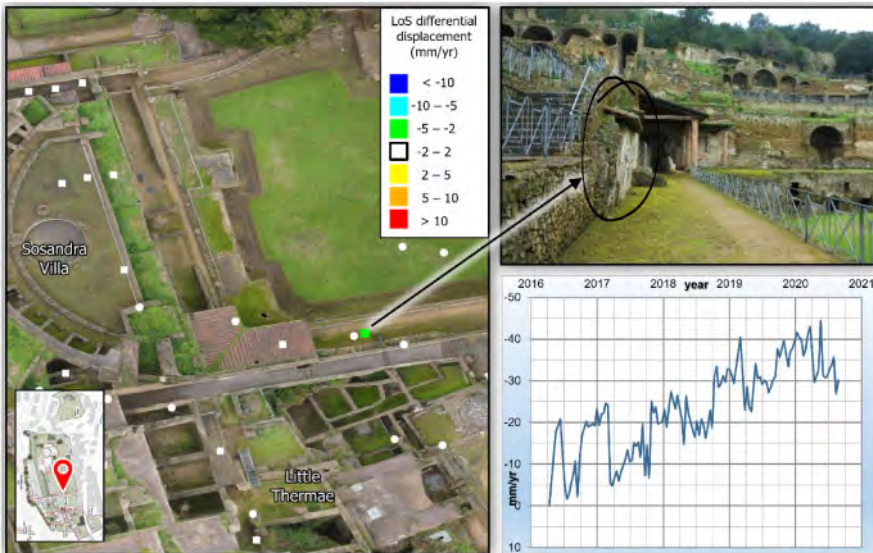 LoS differential
displacement
(mm/yr)
< -10
-10 – -5
-5 – -2
-2 – 2
2 – 5
5 – 10
> 10
Sosandra
Villa
Little
Thermae
2016 2017 2018 2019 2020 2021
year
-50
-40
-30
-20
-10
0
10
mm/yr